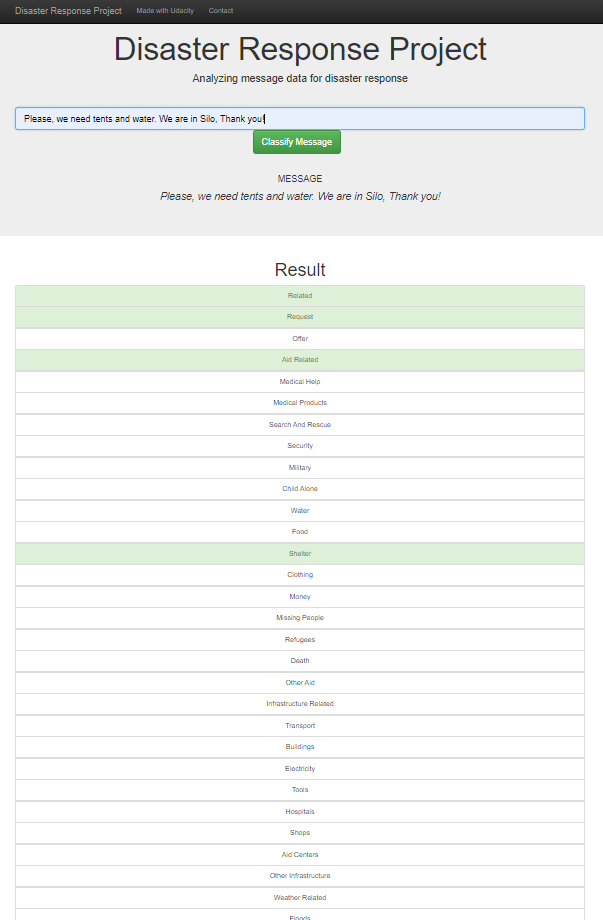 Disaster Response Project Made with Udacity Contact
Disaster Response Project
Analyzing message data for disaster response
Please, we need tents and water. We are in Silo, Thank you!
Classify Message
MESSAGE
Please, we need tents and water. We are in Silo, Thank you!
Result
Related
Request
Offer
Aid Related
Medical Help
Medical Products
Search And Rescue
Security
Military
Child Alone
Water
Food
Shelter
Clothing
Money
Missing People
Refugees
Death
Other Aid
Infrastructure Related
Transport
Buildings
Electricity
Tools
Hospitals
Shops
Aid Centers
Other Infrastructure
Weather Related
Floods